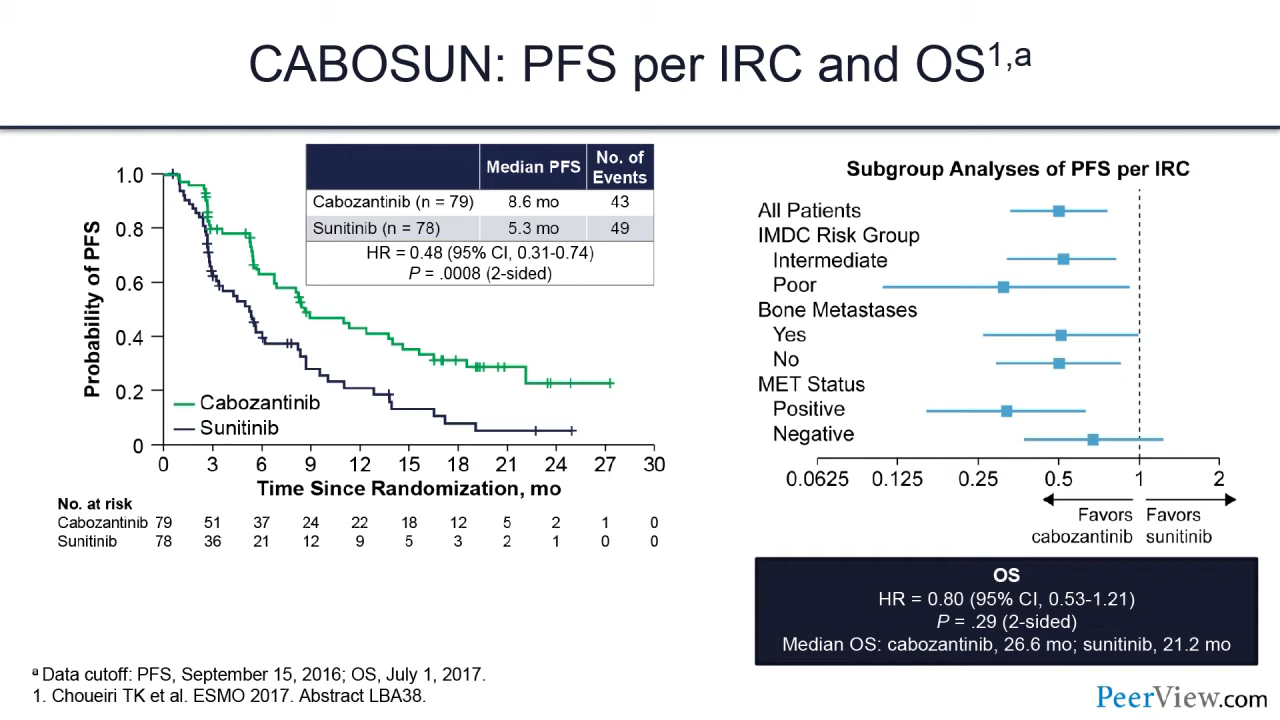 CABOSUN: PFS per IRC and OS1,a
Median PFS
No. of Events
Cabozantinib (n = 79) 8.6 mo 43
Sunitinib (n = 78) 5.3 mo 49
HR = 0.48 (95% CI, 0.31-0.74)
P = .0008 (2-sided)
Probability of PFS
1.0
0.8
0.6
0.4
0.2
0
Cabozantinib
Sunitinib
0 3 6 9 12 15 18 21 24 27 30
Time Since Randomization, mo
No. at risk
Cabozantinib 79 51 37 24 22 18 12 5 2 1 0
Sunitinib 78 36 21 12 9 5 3 2 1 0 0
Subgroup Analyses of PFS per IRC
All Patients
IMDC Risk Group
Intermediate
Poor
Bone Metastases
Yes
No
MET Status
Positive
Negative
0.0625 0.125 0.25 0.5 1 2
Favors cabozantinib
Favors sunitinib
OS
HR = 0.80 (95% CI, 0.53-1.21)
P = .29 (2-sided)
Median OS: cabozantinib, 26.6 mo; sunitinib, 21.2 mo
a Data cutoff: PFS, September 15, 2016; OS, July 1, 2017.
1. Choueiri TK et al. ESMO 2017. Abstract LBA38.
PeerView.com